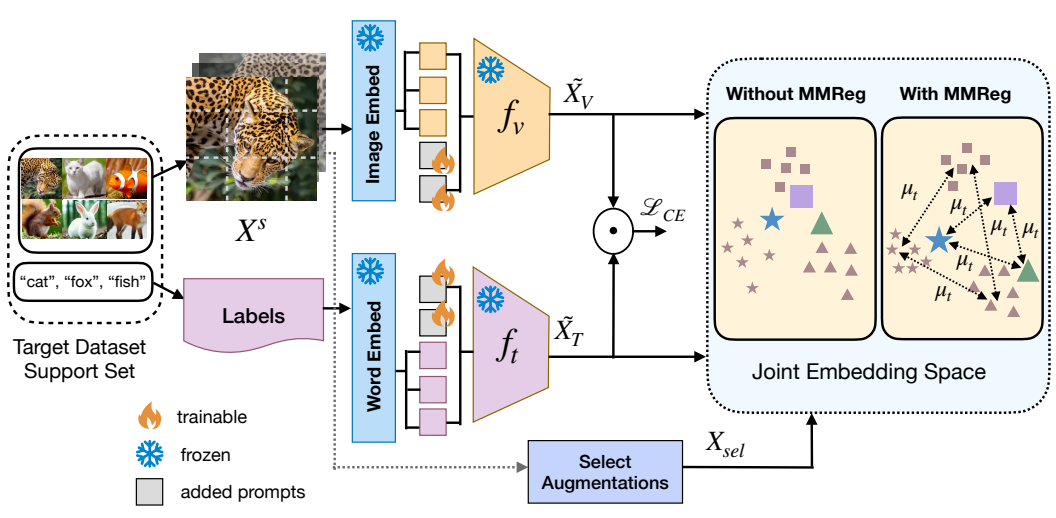 "cat", "fox", "fish"
Target Dataset
Support Set
X^s
Labels
trainable
frozen
added prompts
Image Embed
f_v
X̃_V
Word Embed
f_t
X̃_T
ℒ_CE
Select
Augmentations
X_sel
Without MMReg
With MMReg
μ_t
μ_t
μ_t
μ_t
μ_t
μ_t
Joint Embedding Space